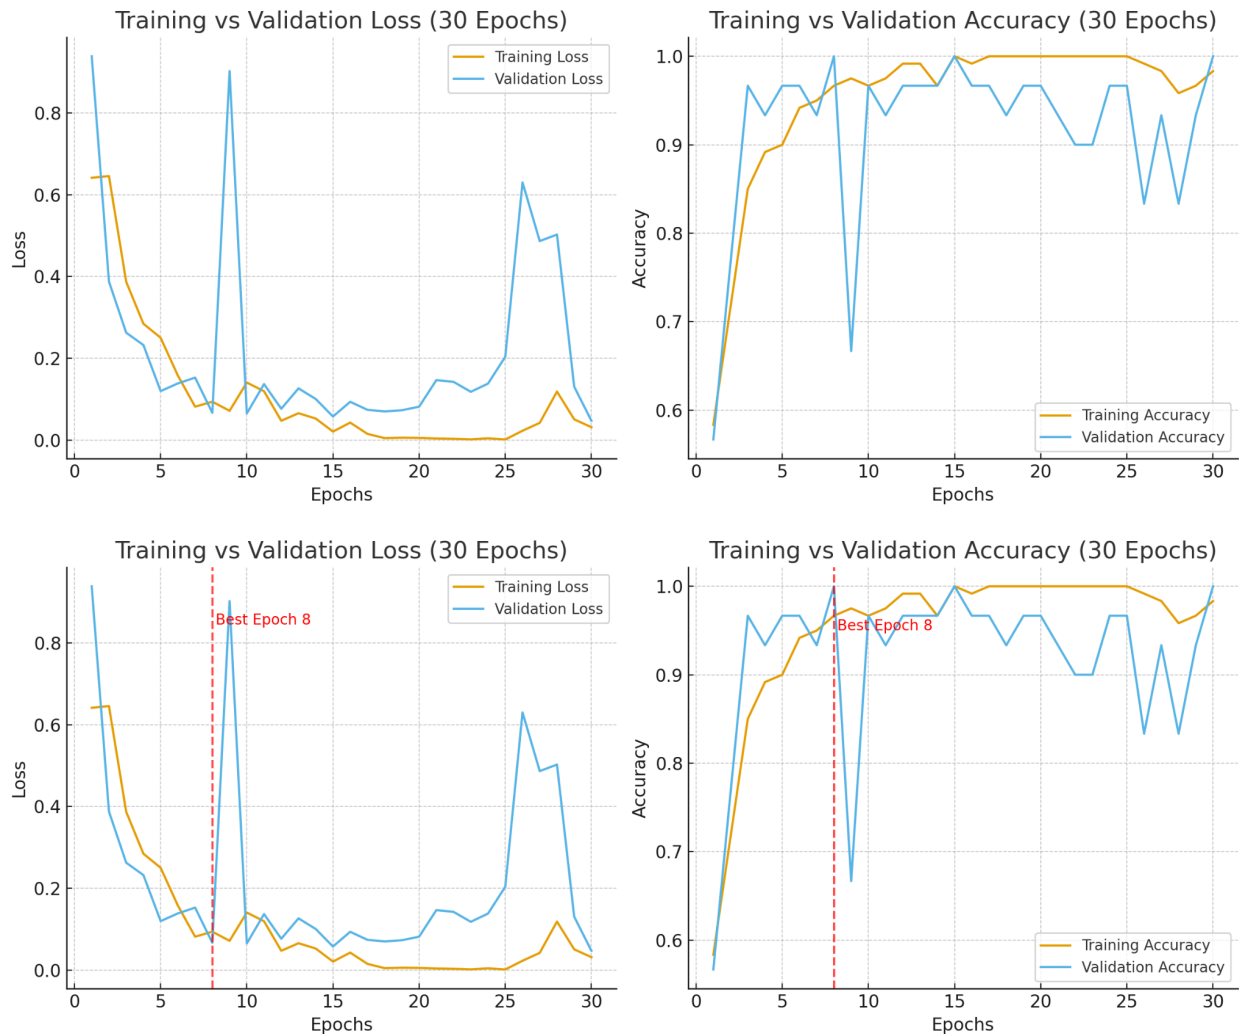 Training vs Validation Loss (30 Epochs)
Training Loss
Validation Loss
Loss
0.8
0.6
0.4
0.2
0.0
0 5 10 15 20 25 30
Epochs
Training vs Validation Accuracy (30 Epochs)
Accuracy
1.0
0.9
0.8
0.7
0.6
Training Accuracy
Validation Accuracy
0 5 10 15 20 25 30
Epochs
Training vs Validation Loss (30 Epochs)
Training Loss
Validation Loss
Best Epoch 8
Loss
0.8
0.6
0.4
0.2
0.0
0 5 10 15 20 25 30
Epochs
Training vs Validation Accuracy (30 Epochs)
Best Epoch 8
Accuracy
1.0
0.9
0.8
0.7
0.6
Training Accuracy
Validation Accuracy
0 5 10 15 20 25 30
Epochs